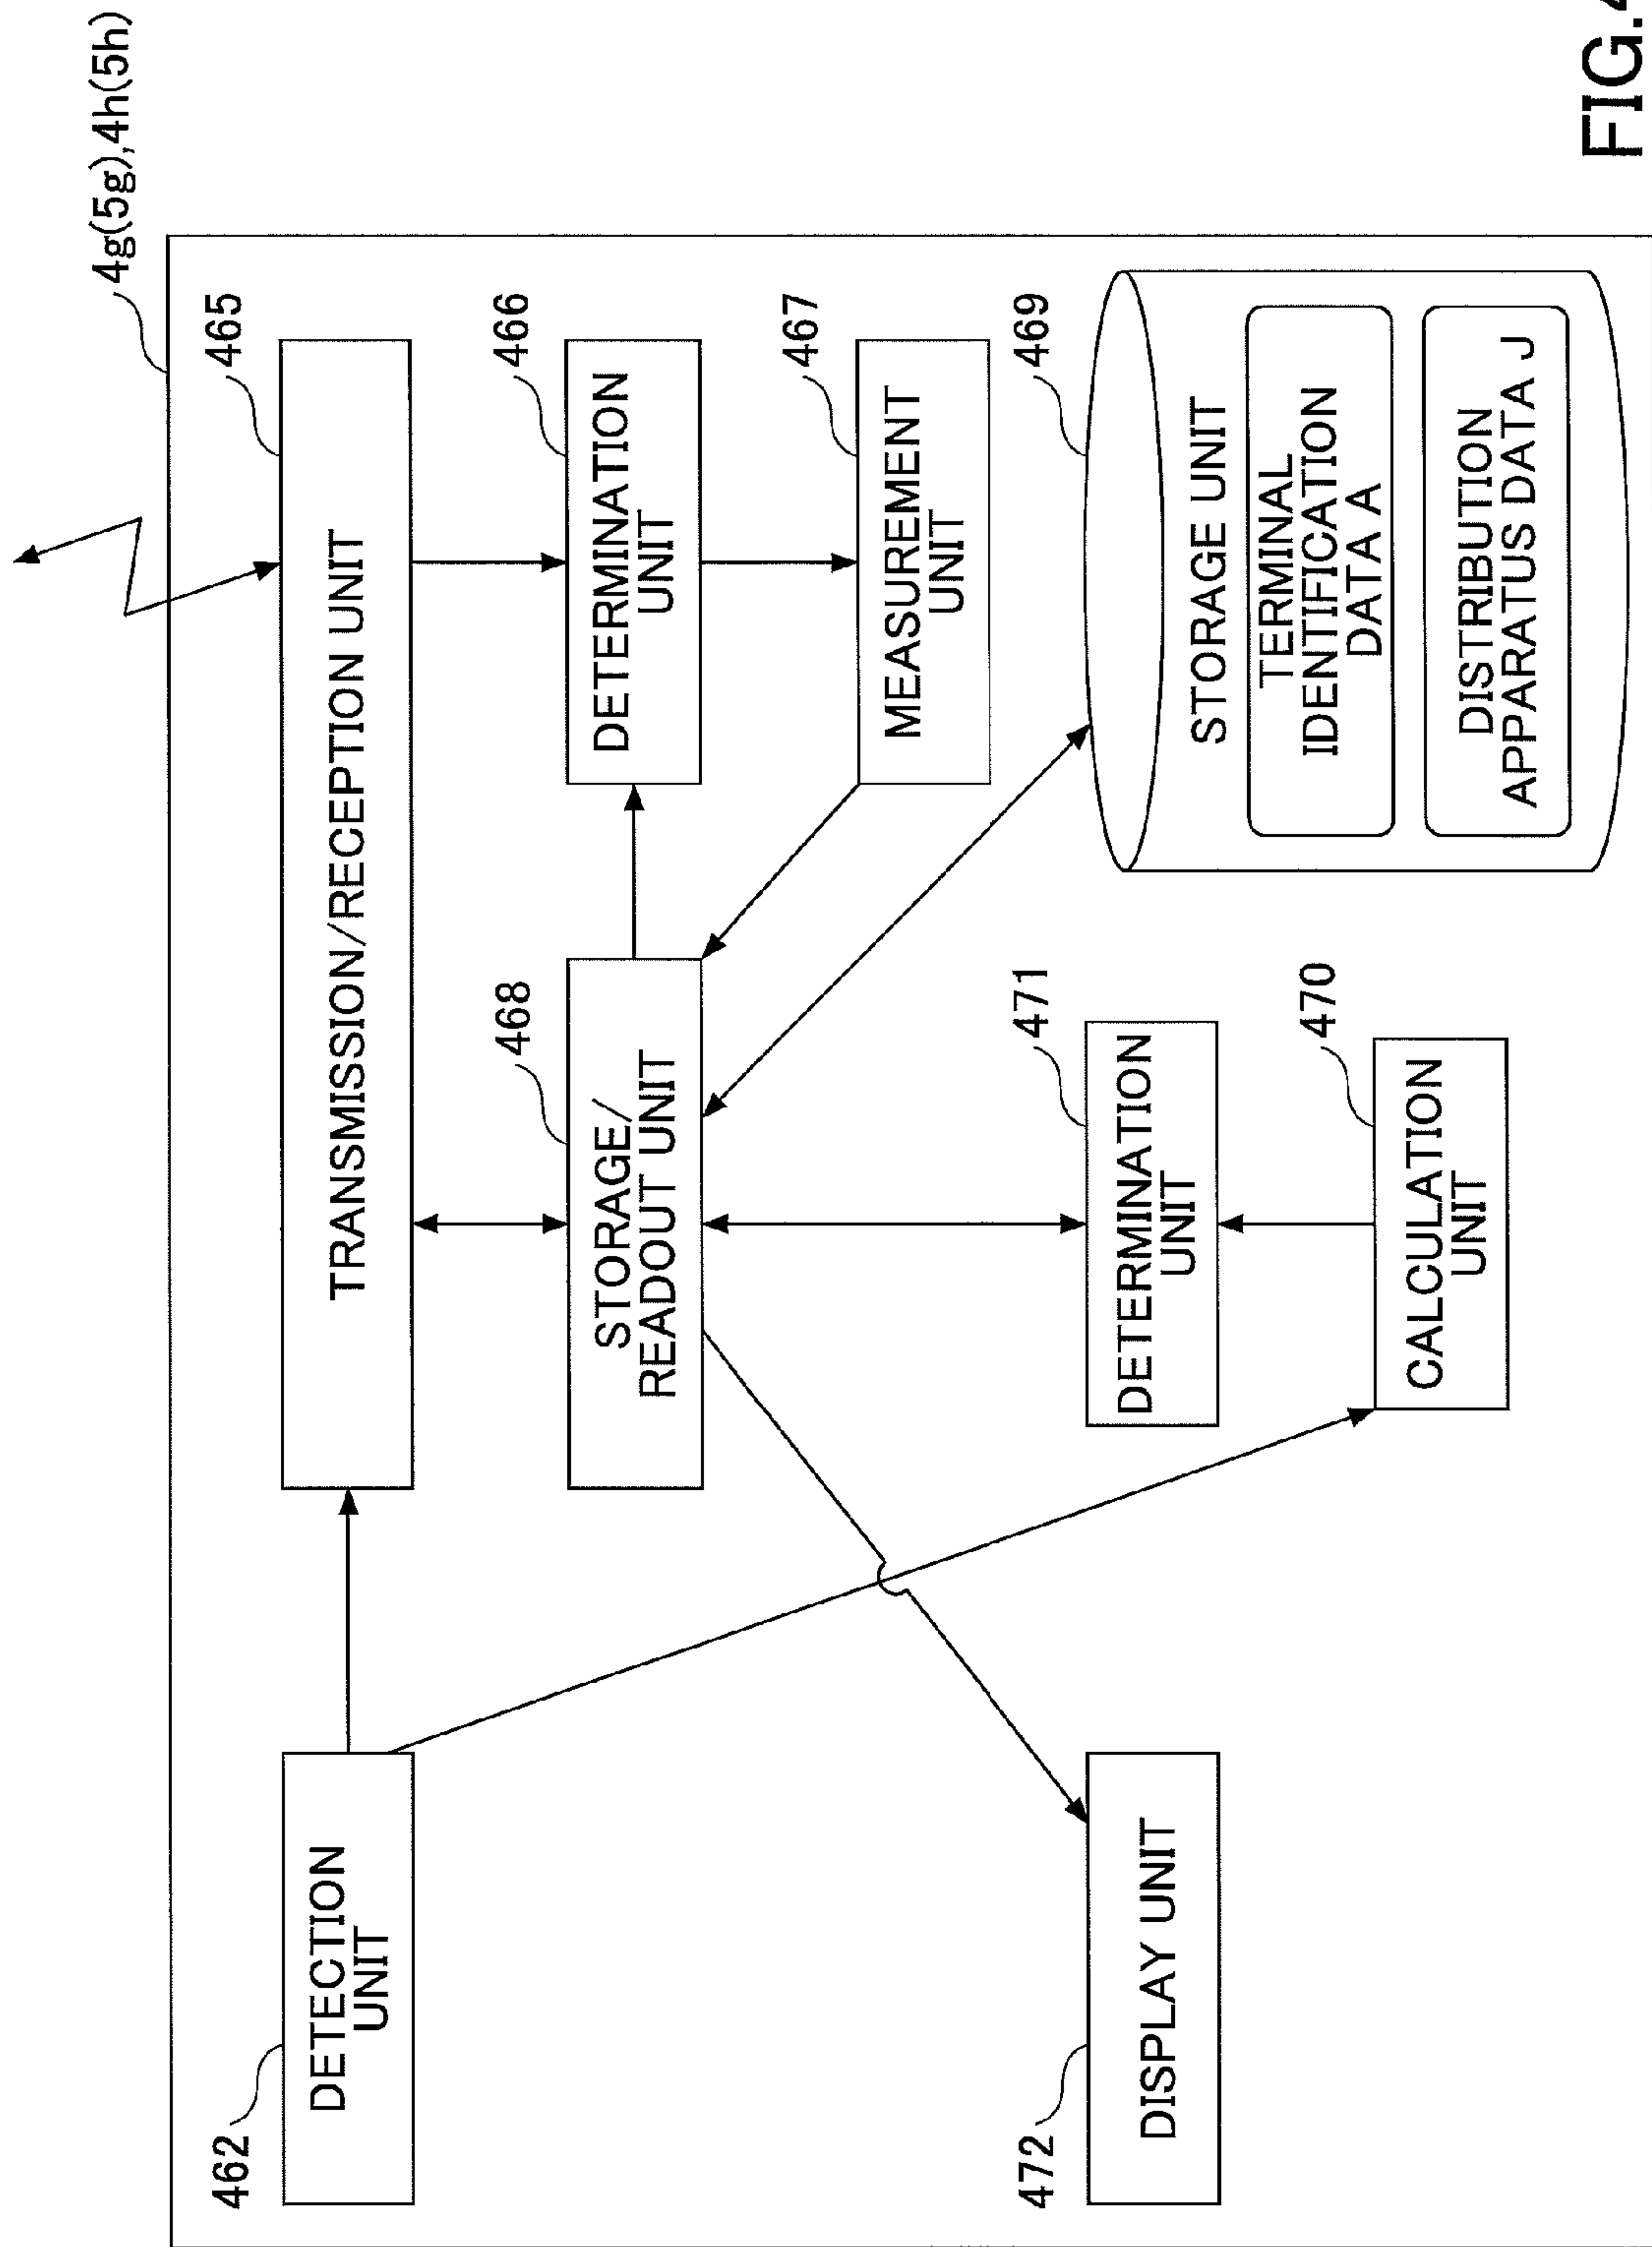 4g(5g),4h(5h)
462
DETECTION
UNIT
465
TRANSMISSION/RECEPTION UNIT
468
STORAGE/
READOUT UNIT
466
DETERMINATION
UNIT
467
MEASUREMENT
UNIT
472
DISPLAY UNIT
471
DETERMINATION
UNIT
470
CALCULATION
UNIT
469
STORAGE UNIT
TERMINAL
IDENTIFICATION
DATA A
DISTRIBUTION
APPARATUS DATA J
FIG.4